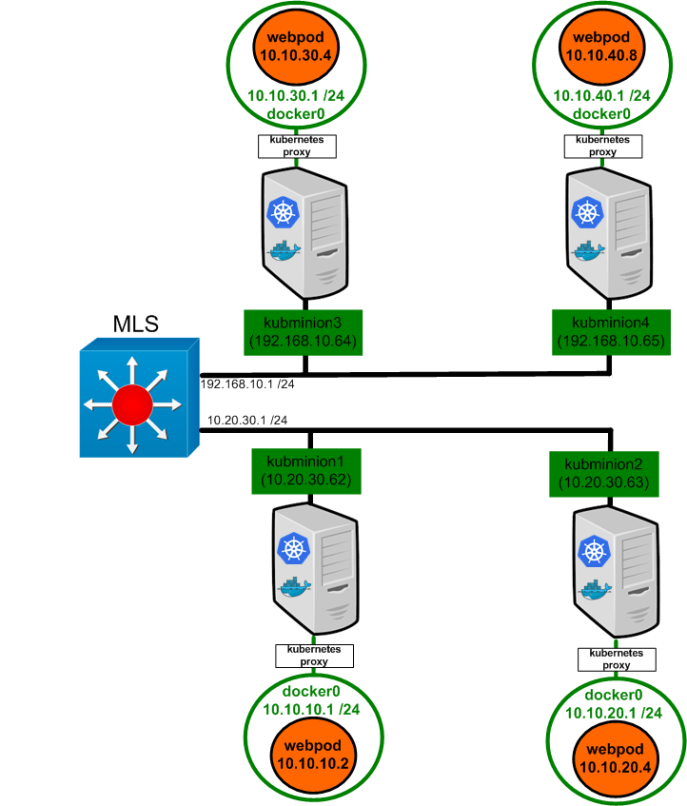 webpod
10.10.30.4
10.10.30.1 /24
docker0
kubernetes
proxy
webpod
10.10.40.8
10.10.40.1 /24
docker0
kubernetes
proxy
kubminion3
(192.168.10.64)
kubminion4
(192.168.10.65)
MLS
192.168.10.1 /24
10.20.30.1 /24
kubminion1
(10.20.30.62)
kubminion2
(10.20.30.63)
kubernetes
proxy
docker0
10.10.10.1 /24
webpod
10.10.10.2
kubernetes
proxy
docker0
10.10.20.1 /24
webpod
10.10.20.4